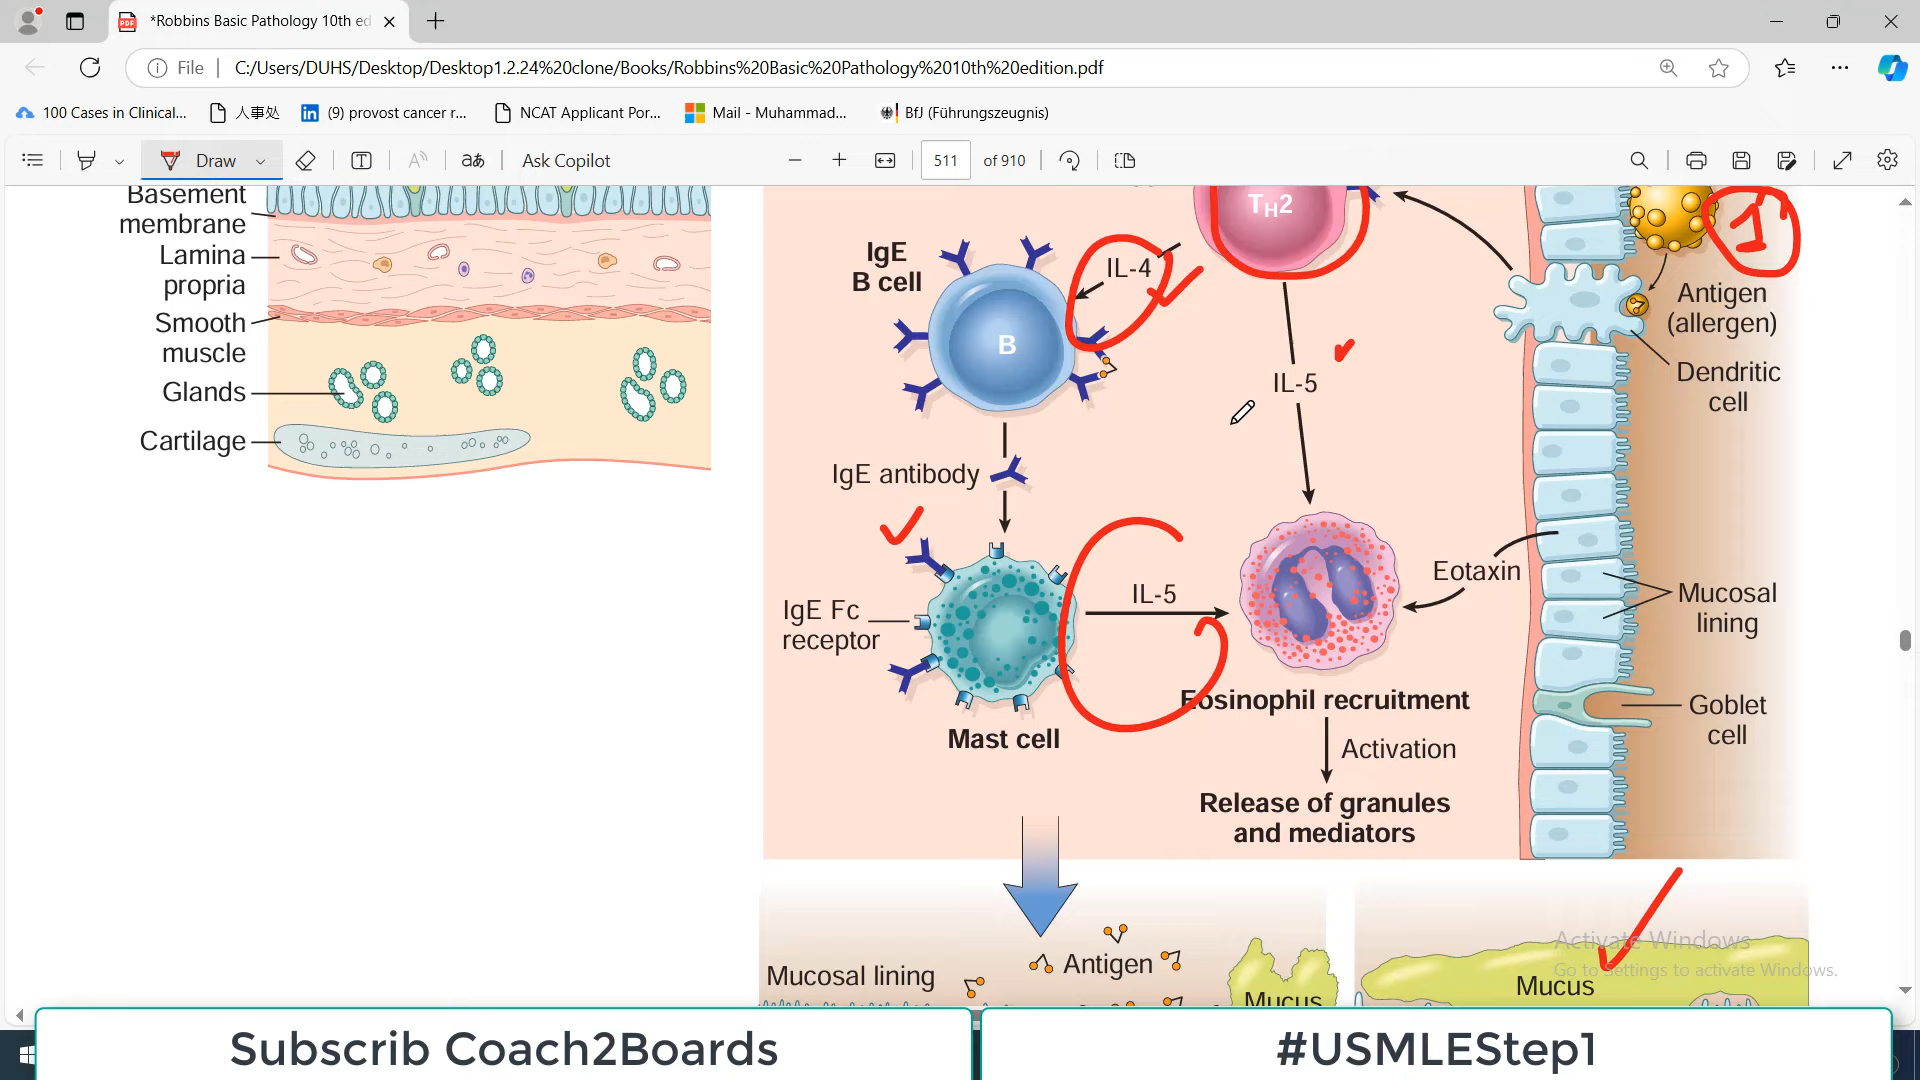 *Robbins Basic Pathology 10th ed
File
C:/Users/DUHS/Desktop/Desktop1.2.24%20clone/Books/Robbins%20Basic%20Pathology%2010th%20edition.pdf
100 Cases in Clinical...
人事处
(9) provost cancer r...
NCAT Applicant Por...
Mail - Muhammad...
BfJ (Führungszeugnis)
Draw
aあ
Ask Copilot
511
of 910
Basement
membrane
Lamina
propria
Smooth
muscle
Glands
Cartilage
TH2
1
IgE
B cell
IL-4
B
Antigen
(allergen)
Dendritic
cell
IL-5
IgE antibody
IL-5
Eotaxin
IgE Fc
receptor
Mucosal
lining
Eosinophil recruitment
Goblet
cell
Mast cell
Activation
Release of granules
and mediators
Mucosal lining
Antigen
Mucus
Mucus
Activate Windows
Go to Settings to activate Windows.
Subscrib Coach2Boards
#USMLEStep1